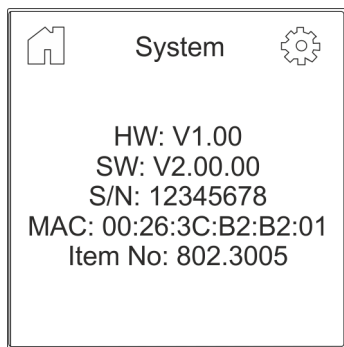 System
HW: V1.00
SW: V2.00.00
S/N: 12345678
MAC: 00:26:3C:B2:B2:01
Item No: 802.3005